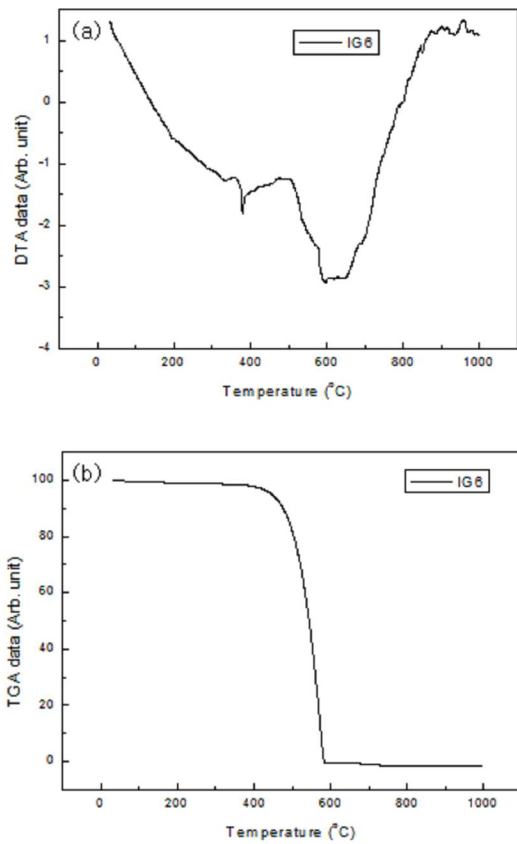 (a)
IG6
1
0
-1
-2
-3
-4
DTA data (Arb. unit)
0 200 400 600 800 1000
Temperature (°C)
(b)
IG6
100
80
60
40
20
0
TGA data (Arb. unit)
0 200 400 600 800 1000
Temperature (°C)